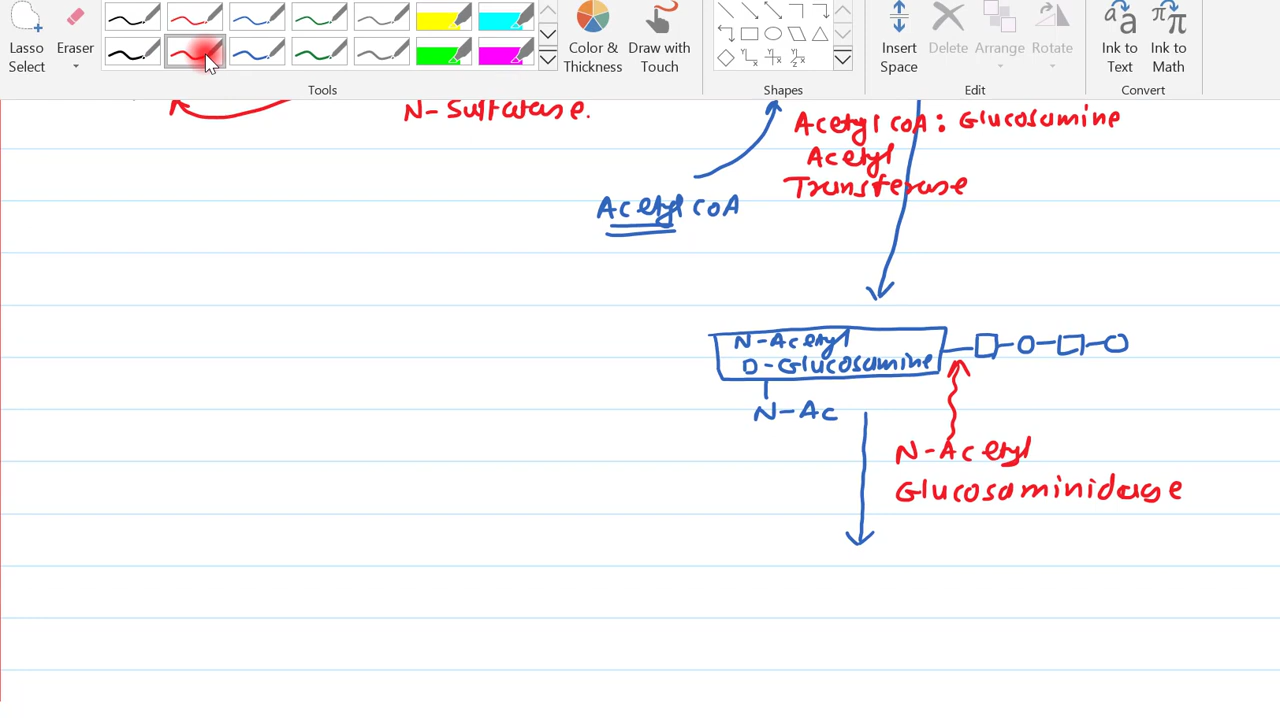 Lasso Select
Eraser
Color & Thickness
Draw with Touch
Insert Space
Delete
Arrange
Rotate
Ink to Text
Ink to Math
Tools
Shapes
Edit
Convert
N-Sulfatase.
Acetyl coA: Glucosamine
Acetyl
Transferase
Acetyl coA
N-Acetyl
D-Glucosamine
N-Ac
N-Acetyl
Glucosaminidase